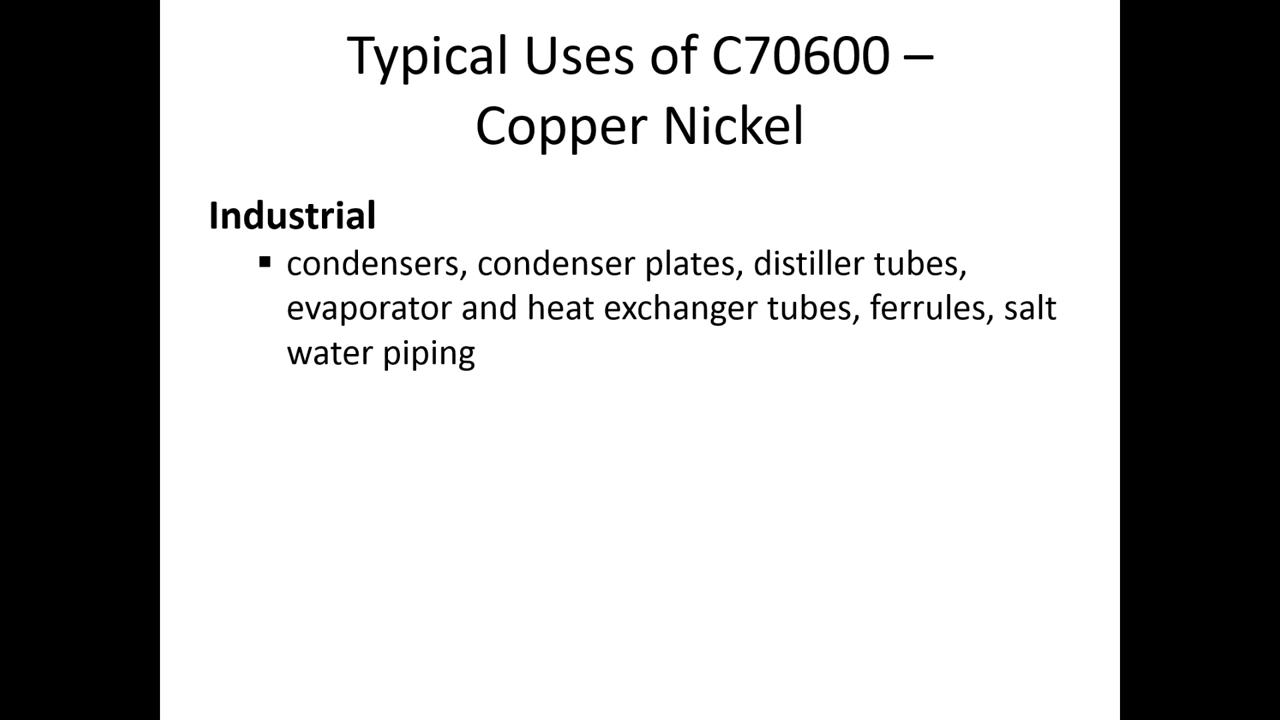 Typical Uses of C70600 –
Copper Nickel
Industrial
▪ condensers, condenser plates, distiller tubes,
evaporator and heat exchanger tubes, ferrules, salt
water piping